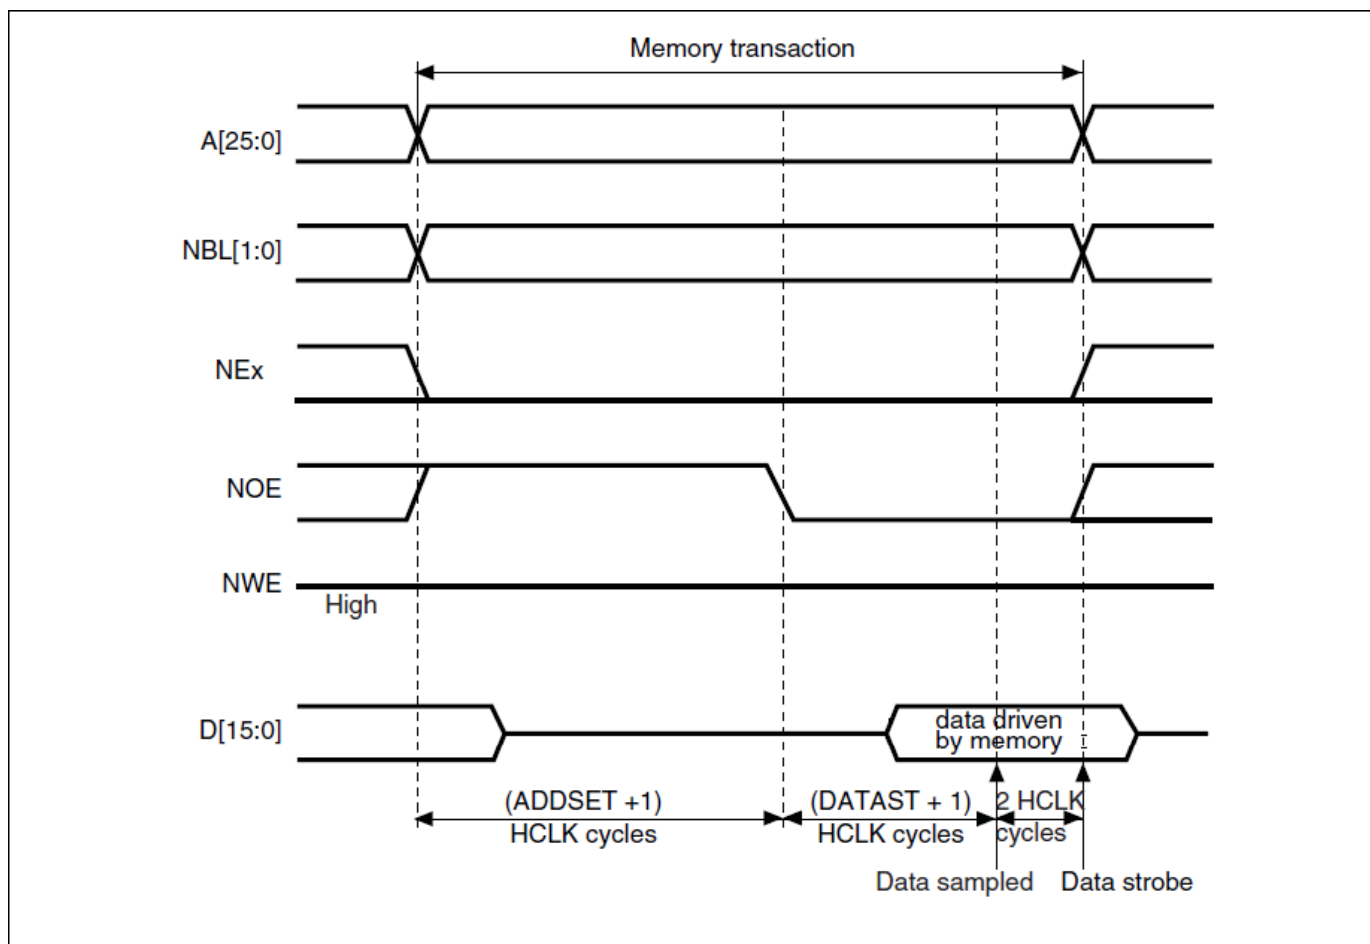 Memory transaction
A[25:0]
NBL[1:0]
NEx
NOE
NWE
High
D[15:0]
data driven
by memory
(ADDSET +1)
HCLK cycles
(DATAST + 1)
HCLK cycles
2 HCLK
cycles
Data sampled
Data strobe